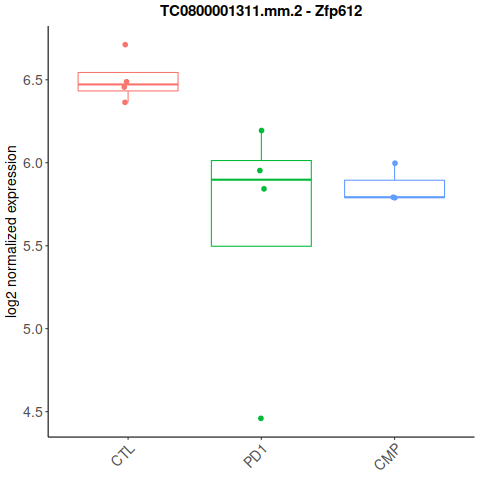 TC0800001311.mm.2 - Zfp612
log2 normalized expression
6.5
6.0
5.5
5.0
4.5
CTL
PD1
CMP